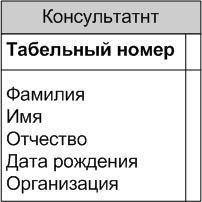 Консультатнт
Табельный номер
Фамилия
Имя
Отчество
Дата рождения
Организация